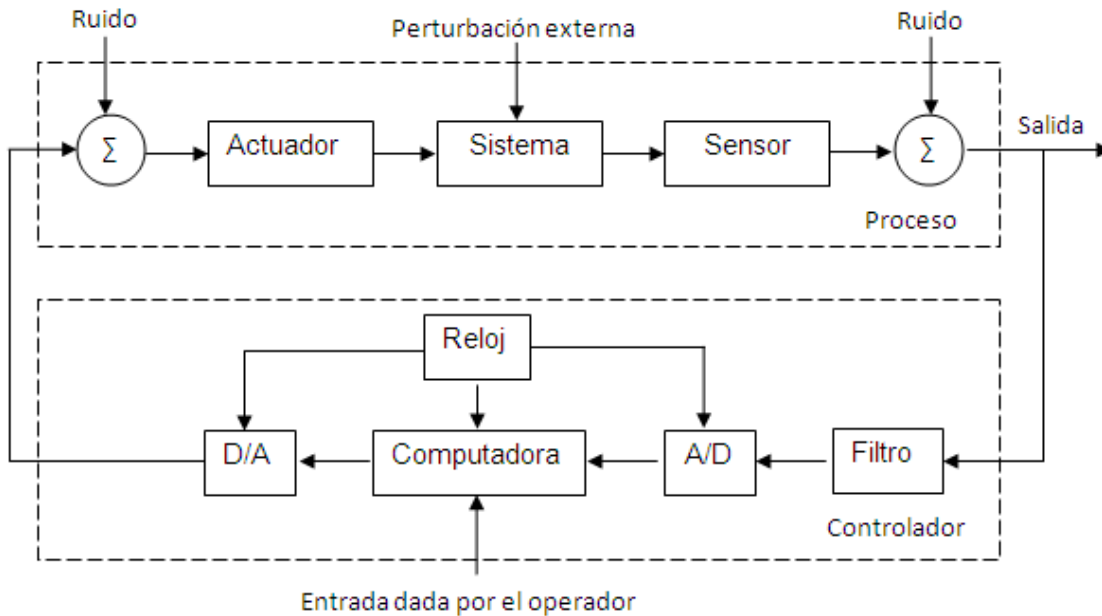 Ruido
Perturbación externa
Ruido
Σ
Actuador
Sistema
Sensor
Σ
Salida
Proceso
Reloj
D/A
Computadora
A/D
Filtro
Controlador
Entrada dada por el operador